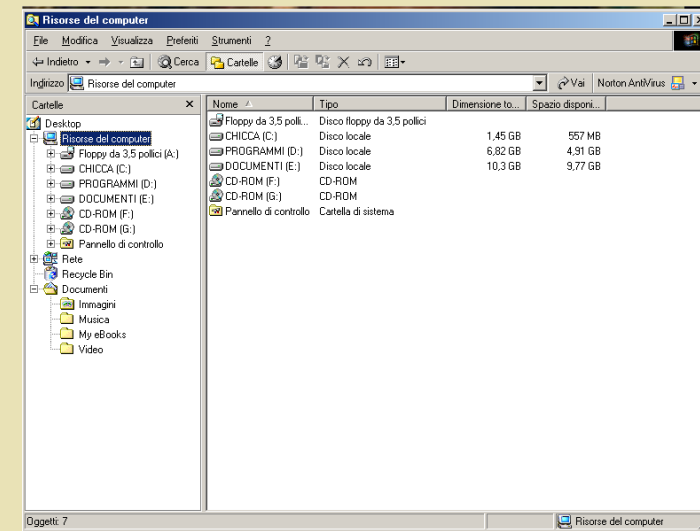 Risorse del computer
File Modifica Visualizza Preferiti Strumenti ?
Indietro Cerca Cartelle
Indirizzo Risorse del computer Vai Norton AntiVirus
Cartelle
Desktop
Risorse del computer
Floppy da 3,5 pollici (A:)
CHICCA (C:)
PROGRAMMI (D:)
DOCUMENTI (E:)
CD-ROM (F:)
CD-ROM (G:)
Pannello di controllo
Rete
Recycle Bin
Documenti
Immagini
Musica
My eBooks
Video
Nome Tipo Dimensione to... Spazio disponi...
Floppy da 3,5 polli... Disco floppy da 3,5 pollici
CHICCA (C:) Disco locale 1,45 GB 557 MB
PROGRAMMI (D:) Disco locale 6,82 GB 4,91 GB
DOCUMENTI (E:) Disco locale 10,3 GB 9,77 GB
CD-ROM (F:) CD-ROM
CD-ROM (G:) CD-ROM
Pannello di controllo Cartella di sistema
Oggetti: 7 Risorse del computer